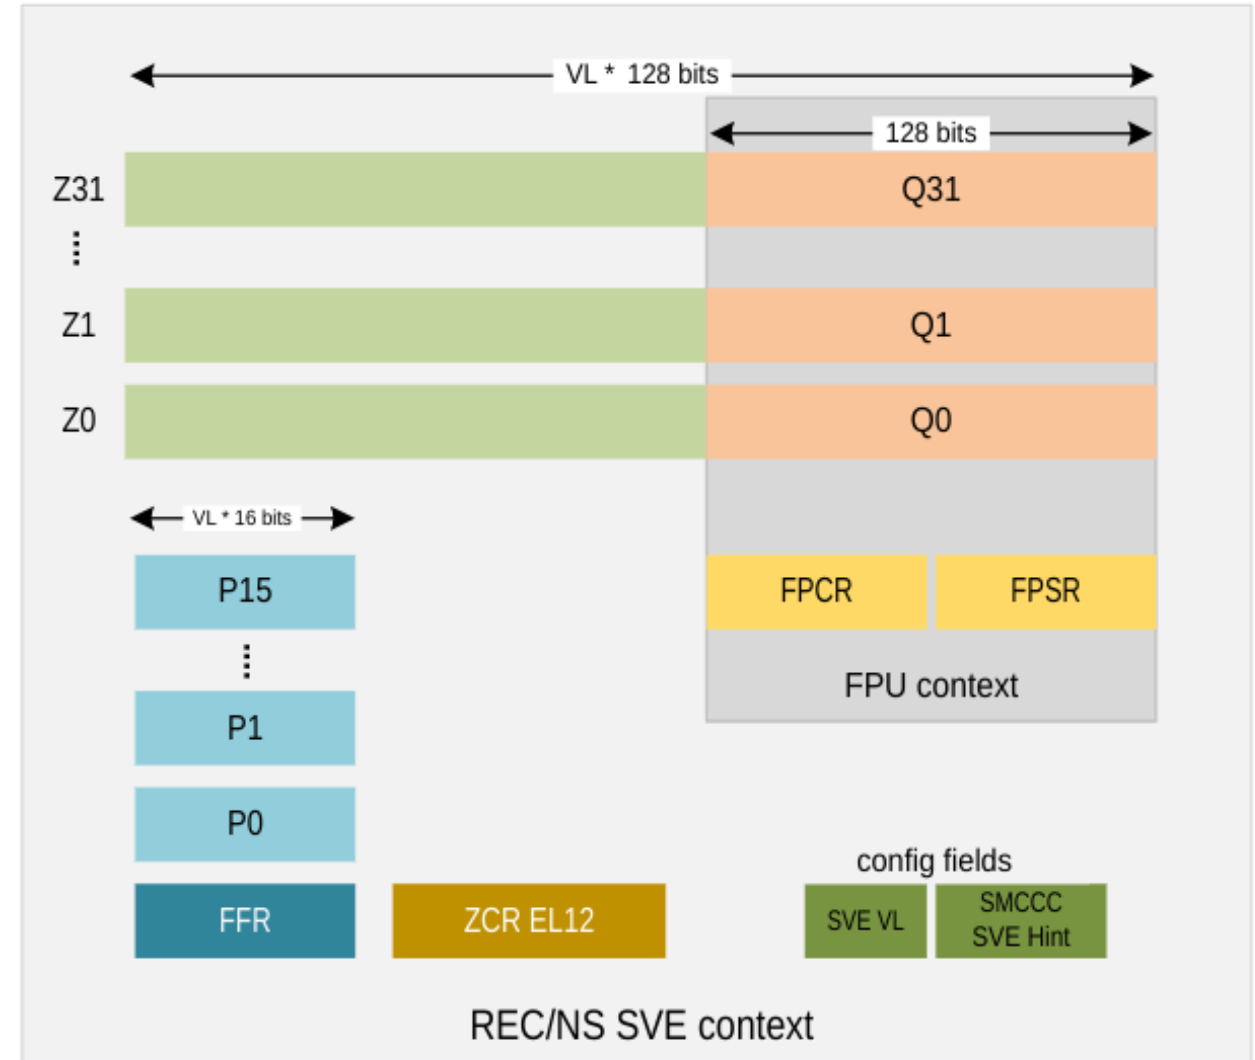 VL * 128 bits
128 bits
Z31
Q31
Z1
Q1
Z0
Q0
VL * 16 bits
P15
FPCR
FPSR
FPU context
P1
P0
config fields
FFR
ZCR EL12
SVE VL
SMCCC
SVE Hint
REC/NS SVE context